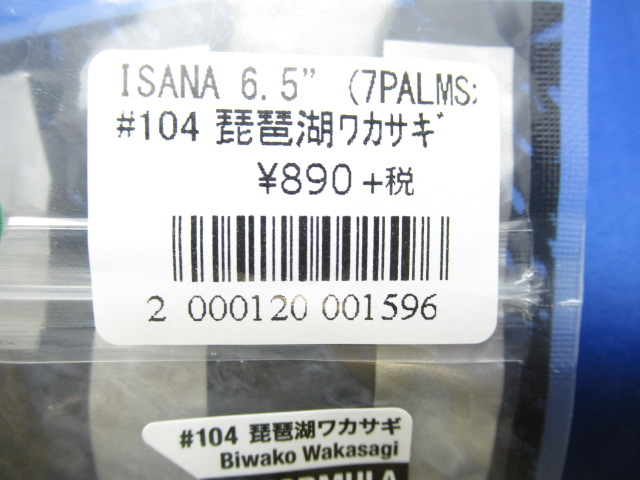 ISANA 6.5" (7PALMS
#104 琵琶湖ワカサギ
¥890+税
2 000120 001596
#104 琵琶湖ワカサギ
Biwako Wakasagi